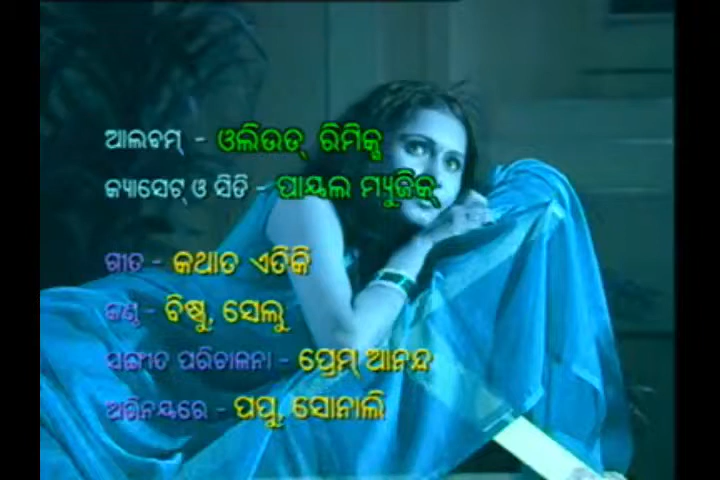 ଆଲବମ୍ - ଓଲିଉଡ୍ ରିମିକ୍ସ
କ୍ୟାସେଟ୍ ଓ ସିଡି - ପାୟଲ ମ୍ୟୁଜିକ୍
ଗୀତ - କଥାତ ଏତିକି
କଣ୍ଠ - ବିଷ୍ଣୁ, ସେଲୁ
ସଙ୍ଗୀତ ପରିଚାଳନା - ପ୍ରେମ୍ ଆନନ୍ଦ
ଅଭିନୟରେ - ପପୁ, ସୋନାଲି